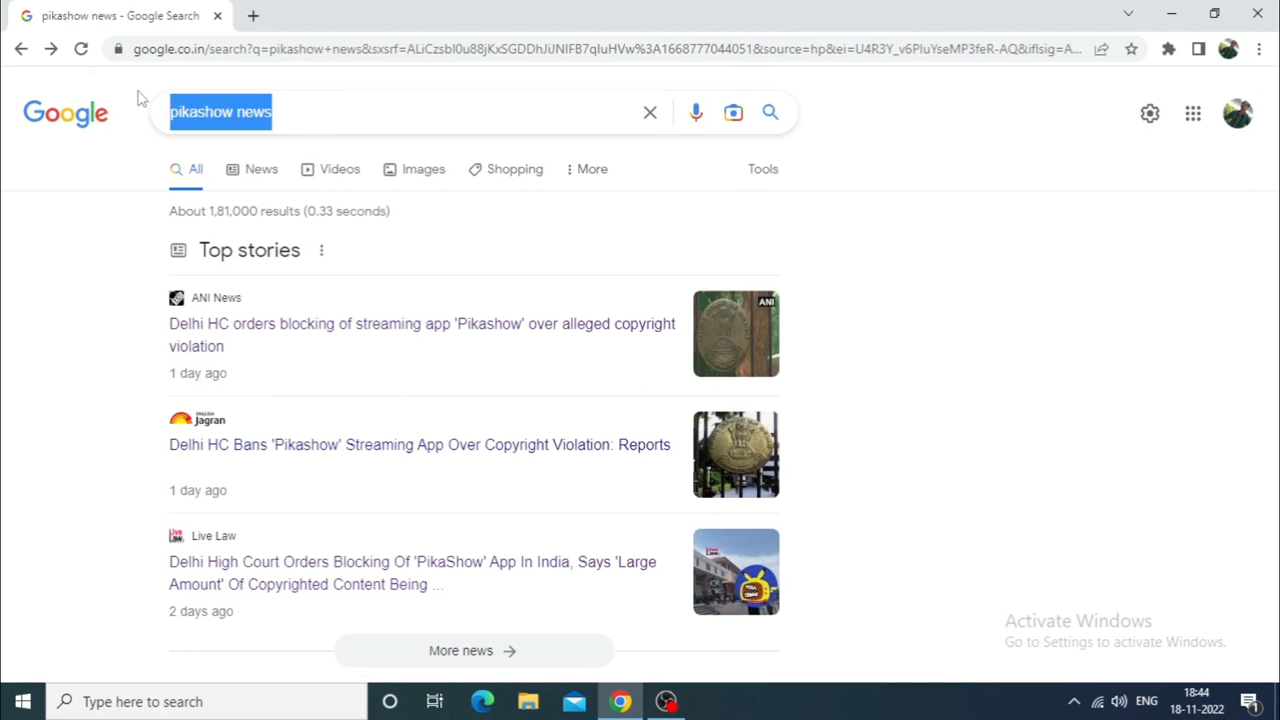 pikashow news - Google Search
google.co.in/search?q=pikashow+news&sxsrf=ALiCzsbl0u88jKxSGDDhJiJNIFB7qIuHVw%3A1668777044051&source=hp&ei=U4R3Y_v6PIuYseMP3feR-AQ&iflsig=A...
Google
pikashow news
All News Videos Images Shopping More Tools
About 1,81,000 results (0.33 seconds)
Top stories
ANI News
ANI
Delhi HC orders blocking of streaming app 'Pikashow' over alleged copyright
violation
1 day ago
ENGLISH
Jagran
Delhi HC Bans 'Pikashow' Streaming App Over Copyright Violation: Reports
1 day ago
Live Law
Delhi High Court Orders Blocking Of 'PikaShow' App In India, Says 'Large
Amount' Of Copyrighted Content Being ...
2 days ago
More news
Activate Windows
Go to Settings to activate Windows.
Type here to search
ENG
18:44
18-11-2022
1